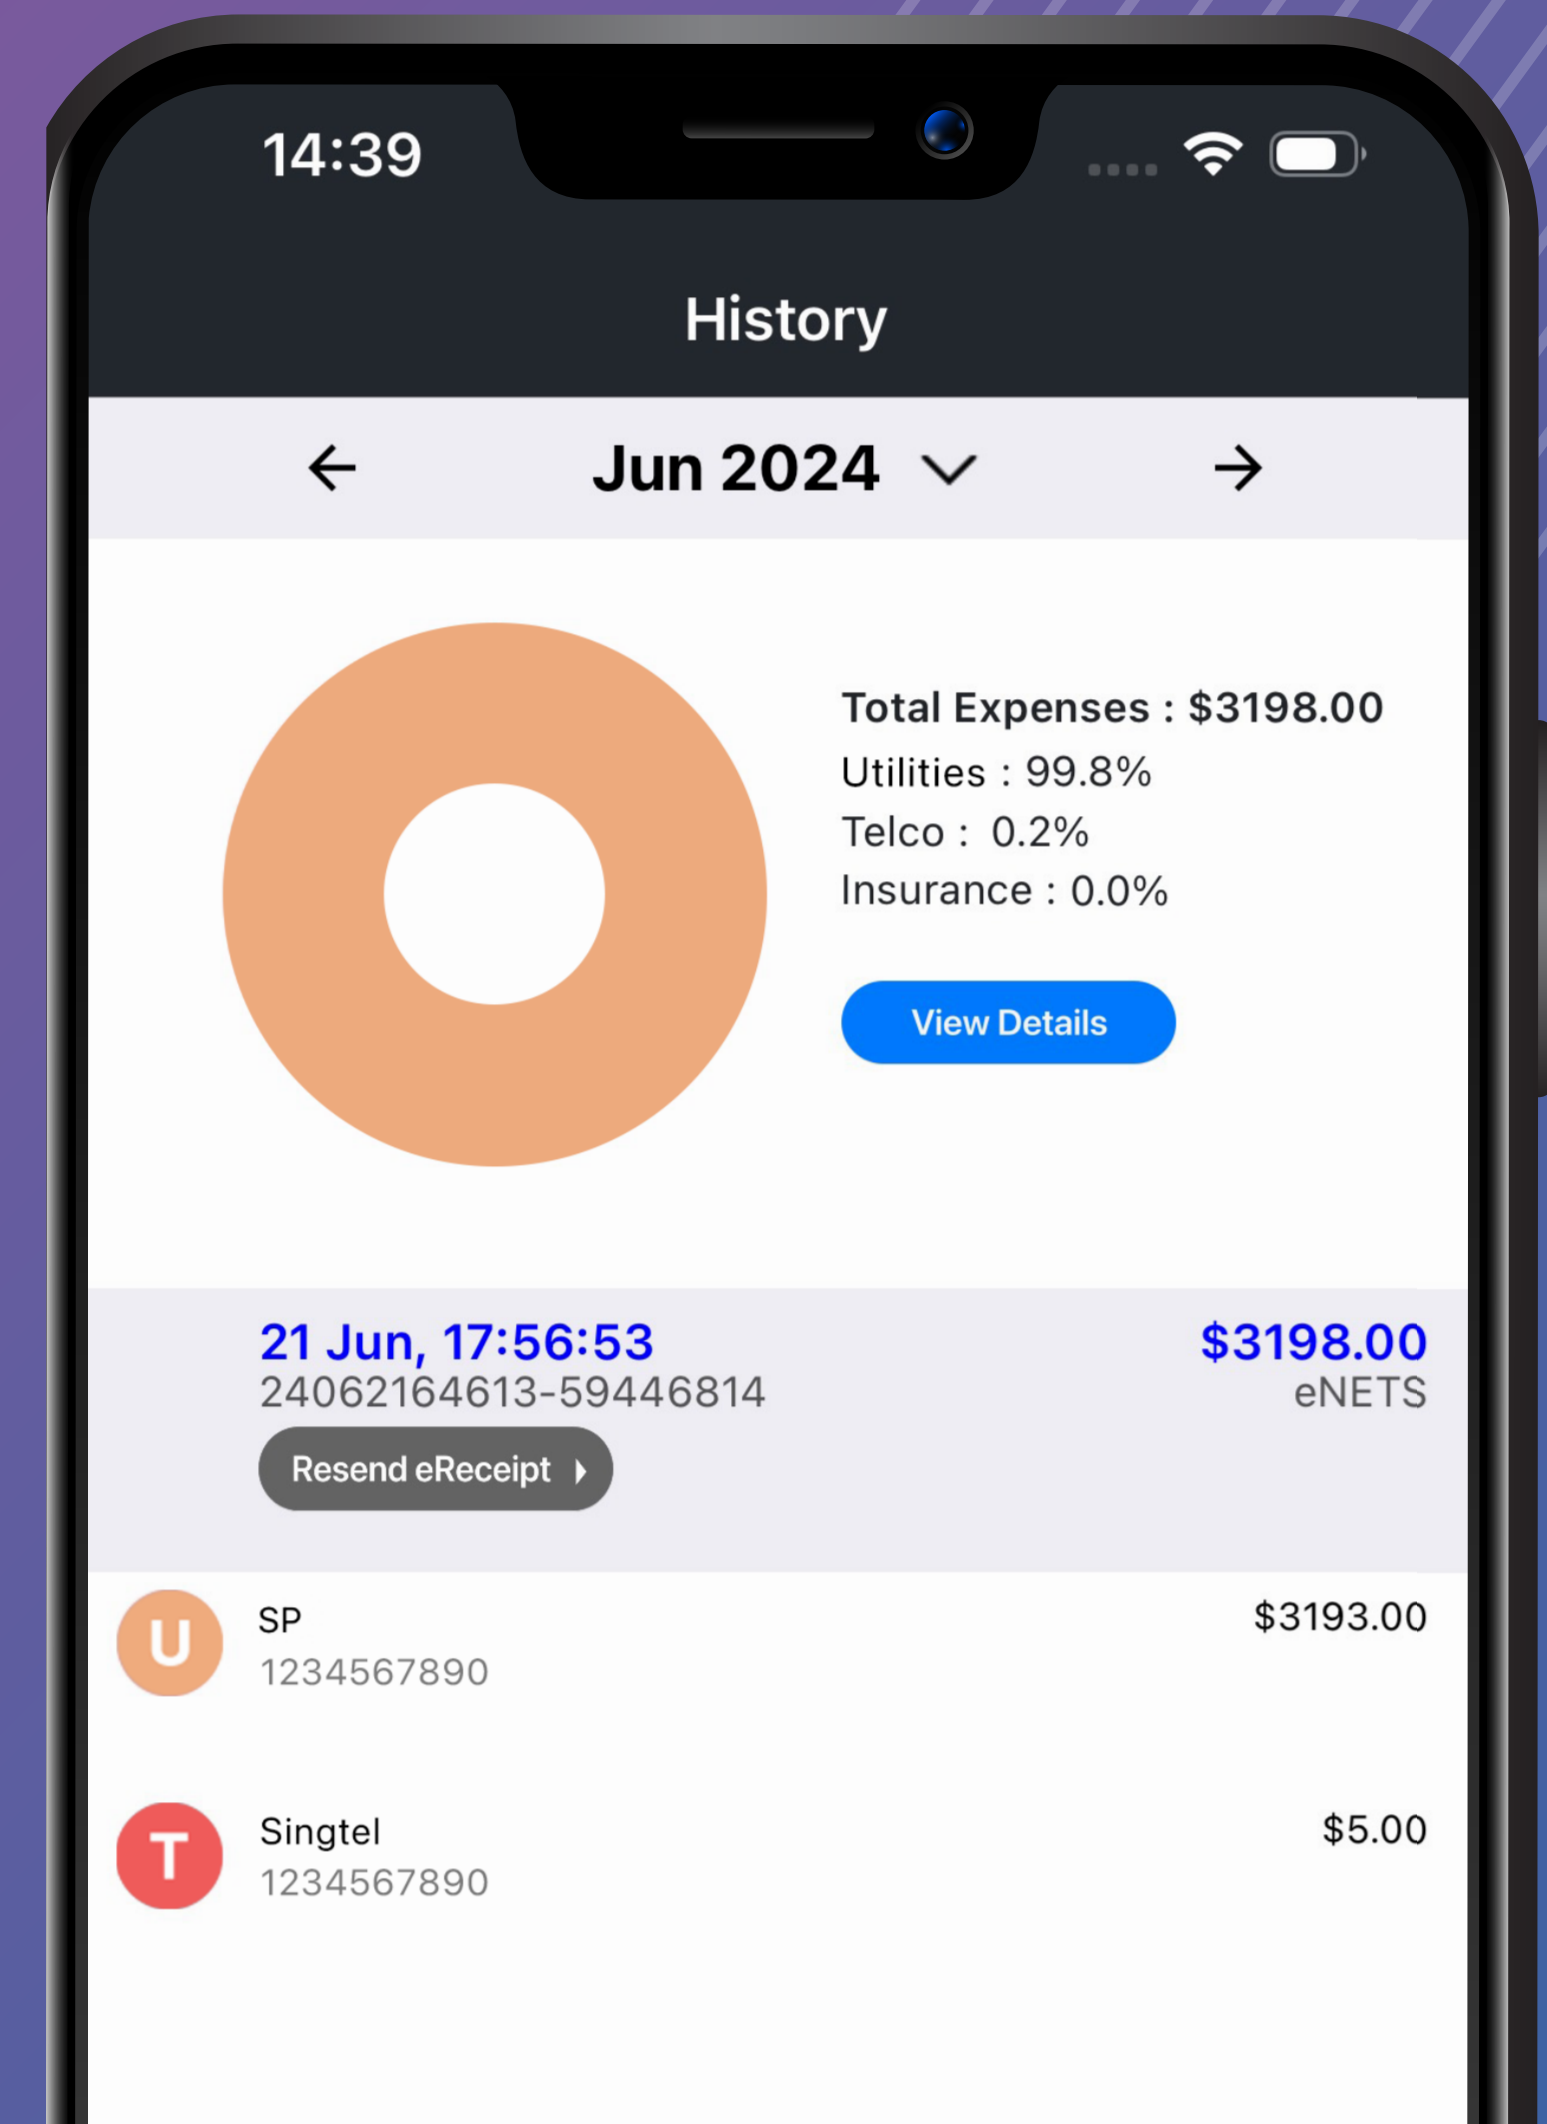 14:39
History
Jun 2024
Total Expenses : $3198.00
Utilities : 99.8%
Telco : 0.2%
Insurance : 0.0%
View Details
21 Jun, 17:56:53 $3198.00
24062164613-59446814 eNETS
Resend eReceipt
U SP $3193.00
1234567890
T Singtel $5.00
1234567890